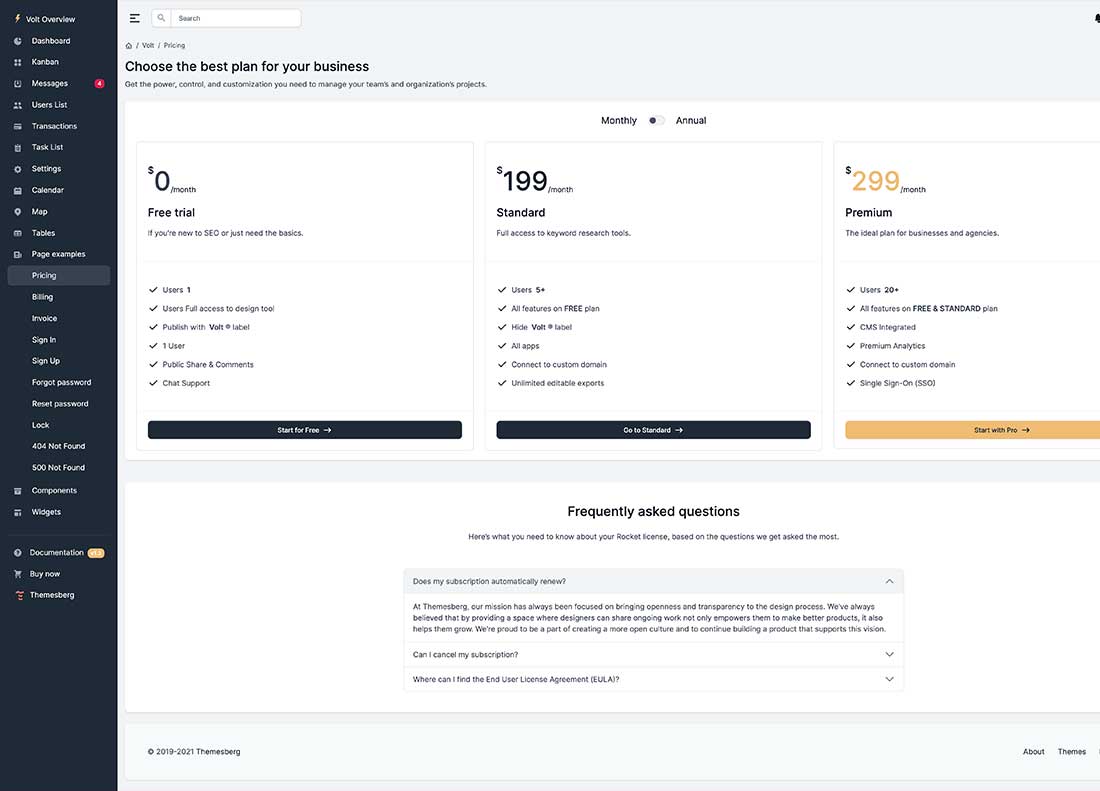 Volt Overview
Dashboard
Kanban
Messages 4
Users List
Transactions
Task List
Settings
Calendar
Map
Tables
Page examples
Pricing
Billing
Invoice
Sign In
Sign Up
Forgot password
Reset password
Lock
404 Not Found
500 Not Found
Components
Widgets
Documentation
Buy now
Themesberg
Search
/ Volt / Pricing
Choose the best plan for your business
Get the power, control, and customization you need to manage your team's and organization's projects.
Monthly Annual
$0/month
Free trial
If you're new to SEO or just need the basics.
Users 1
Users Full access to design tool
Publish with Volt ® label
1 User
Public Share & Comments
Chat Support
Start for Free →
$199/month
Standard
Full access to keyword research tools.
Users 5+
All features on FREE plan
Hide Volt ® label
All apps
Connect to custom domain
Unlimited editable exports
Go to Standard →
$299/month
Premium
The ideal plan for businesses and agencies.
Users 20+
All features on FREE & STANDARD plan
CMS Integrated
Premium Analytics
Connect to custom domain
Single Sign-On (SSO)
Start with Pro →
Frequently asked questions
Here's what you need to know about your Rocket license, based on the questions we get asked the most.
Does my subscription automatically renew?
At Themesberg, our mission has always been focused on bringing openness and transparency to the design process. We've always
believed that by providing a space where designers can share ongoing work not only empowers them to make better products, it also
helps them grow. We're proud to be a part of creating a more open culture and to continue building a product that supports this vision.
Can I cancel my subscription?
Where can I find the End User License Agreement (EULA)?
© 2019-2021 Themesberg
About Themes